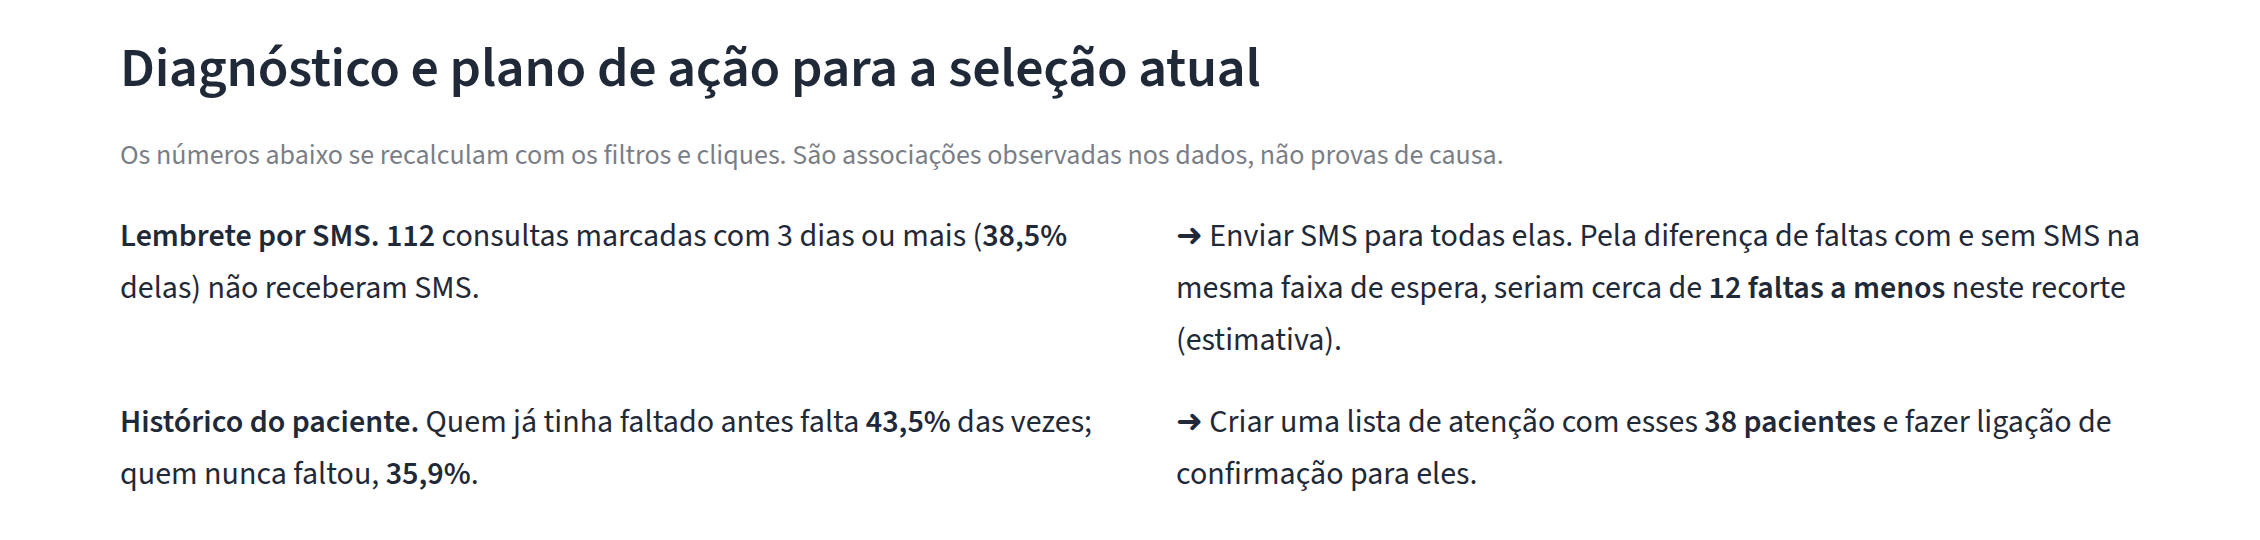 Diagnóstico e plano de ação para a seleção atual
Os números abaixo se recalculam com os filtros e cliques. São associações observadas nos dados, não provas de causa.
Lembrete por SMS. 112 consultas marcadas com 3 dias ou mais (38,5%
delas) não receberam SMS.
➜ Enviar SMS para todas elas. Pela diferença de faltas com e sem SMS na
mesma faixa de espera, seriam cerca de 12 faltas a menos neste recorte
(estimativa).
Histórico do paciente. Quem já tinha faltado antes falta 43,5% das vezes;
quem nunca faltou, 35,9%.
➜ Criar uma lista de atenção com esses 38 pacientes e fazer ligação de
confirmação para eles.